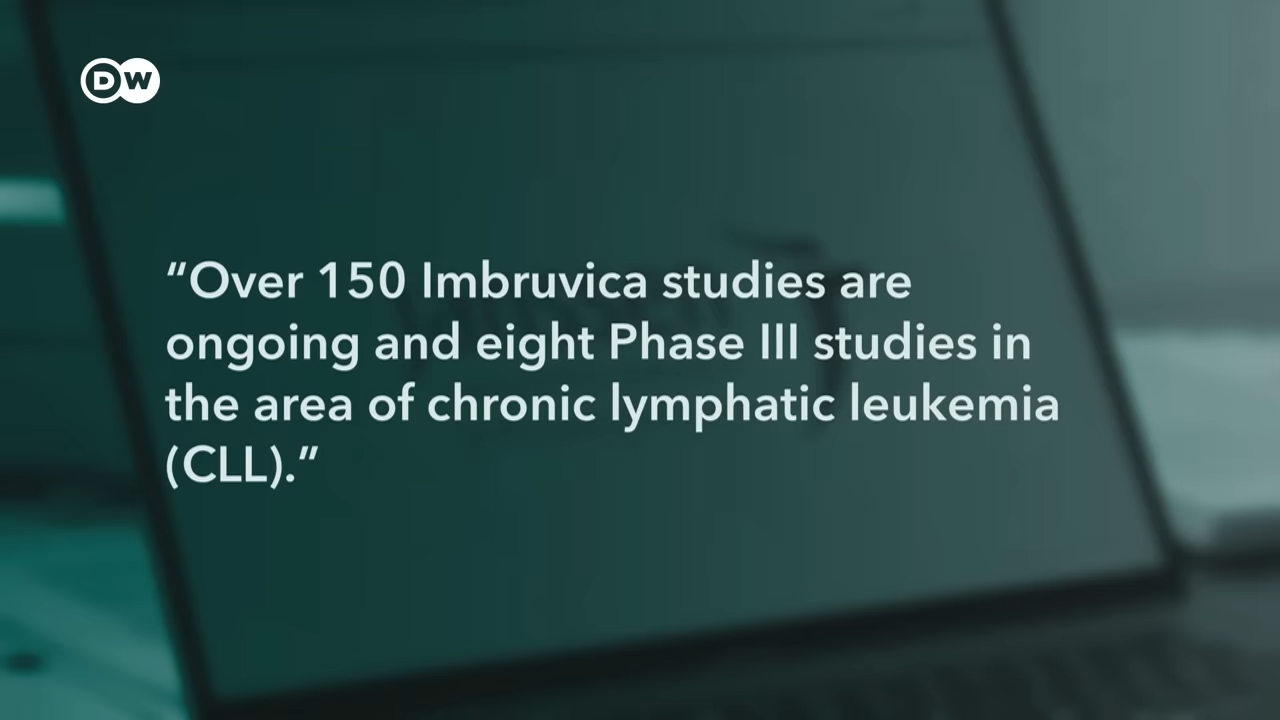 DW
“Over 150 Imbruvica studies are
ongoing and eight Phase III studies in
the area of chronic lymphatic leukemia
(CLL).”